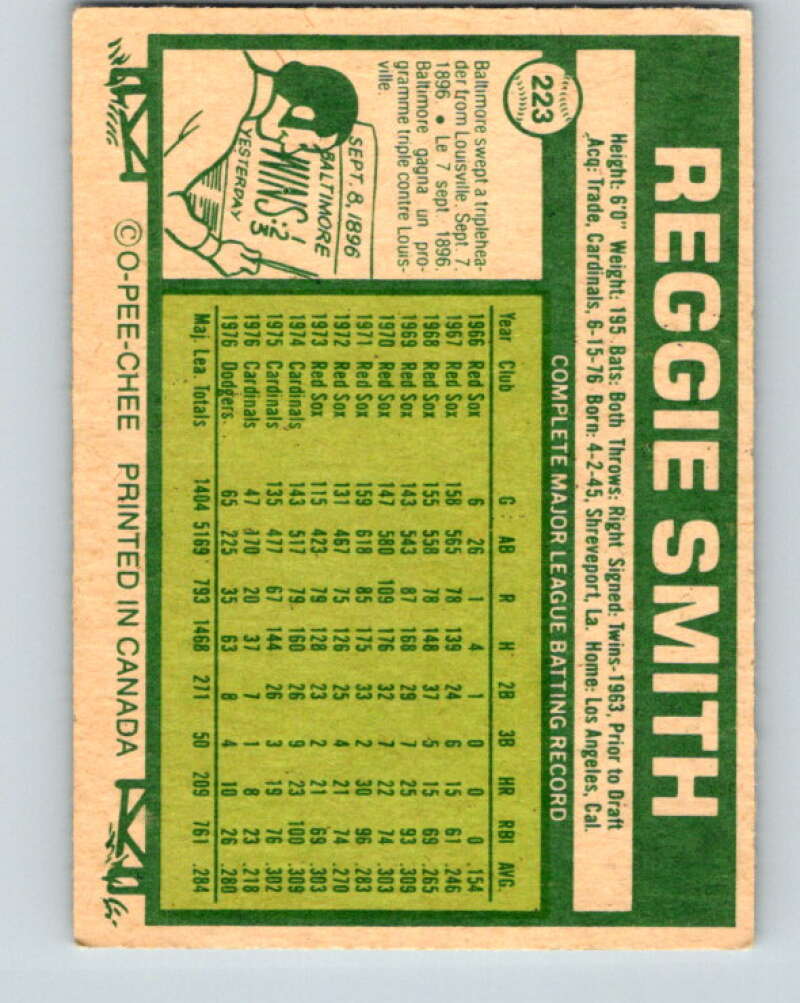 223
REGGIE SMITH
Height: 6'0" Weight: 195 Bats: Both Throws: Right Signed: Twins-1963, Prior to Draft
Acq: Trade, Cardinals, 6-15-76 Born: 4-2-45, Shreveport, La. Home: Los Angeles, Cal.
Baltimore swept a triplehea-
der from Louisville. Sept. 7.
1896 • Le 7 sept. 1896.
Baltimore gagna un pro-
gramme triple contre Louis-
ville.
SEPT. 8, 1896
BALTIMORE
WINS: 1/2/3
YESTERDAY
COMPLETE MAJOR LEAGUE BATTING RECORD
Year Club G AB R H 2B 3B HR RBI AVG.
1966 Red Sox 6 26 1 4 1 0 0 0 .154
1967 Red Sox 158 565 78 139 24 6 15 61 .246
1968 Red Sox 155 558 78 148 37 5 15 69 .265
1969 Red Sox 143 543 87 168 29 7 25 93 .309
1970 Red Sox 147 580 109 176 32 7 22 74 .303
1971 Red Sox 159 618 85 175 33 2 30 96 .283
1972 Red Sox 131 467 75 126 25 4 21 74 .270
1973 Red Sox 115 423 79 128 23 2 21 69 .303
1974 Cardinals 143 517 79 160 26 9 23 100 .309
1975 Cardinals 135 477 67 144 26 3 19 76 .302
1976 Cardinals 47 170 20 37 7 1 8 23 .218
1976 Dodgers 65 225 35 63 8 4 10 26 .280
Maj. Lea. Totals 1404 5169 793 1468 271 50 209 761 .284
© O-PEE-CHEE PRINTED IN CANADA